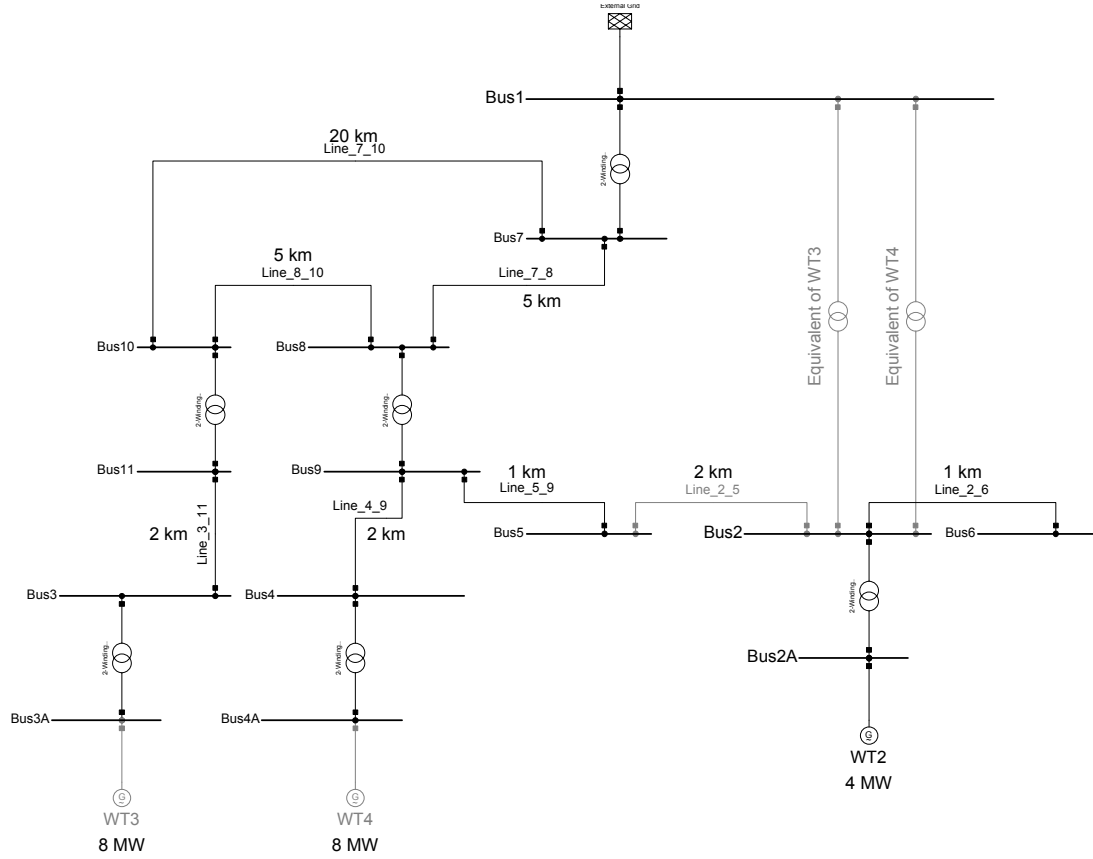 External Grid
Bus1
20 km
Line_7_10
2-Winding..
Bus7
5 km
Line_8_10
Line_7_8
5 km
Equivalent of WT3
Equivalent of WT4
Bus10
Bus8
2-Winding..
2-Winding..
Bus11
Bus9
1 km
Line_5_9
2 km
Line_2_5
1 km
Line_2_6
Line_3_11
2 km
Line_4_9
2 km
Bus5
Bus2
Bus6
2-Winding..
Bus3
Bus4
2-Winding..
2-Winding..
Bus2A
Bus3A
Bus4A
G
WT2
4 MW
G
WT3
8 MW
G
WT4
8 MW